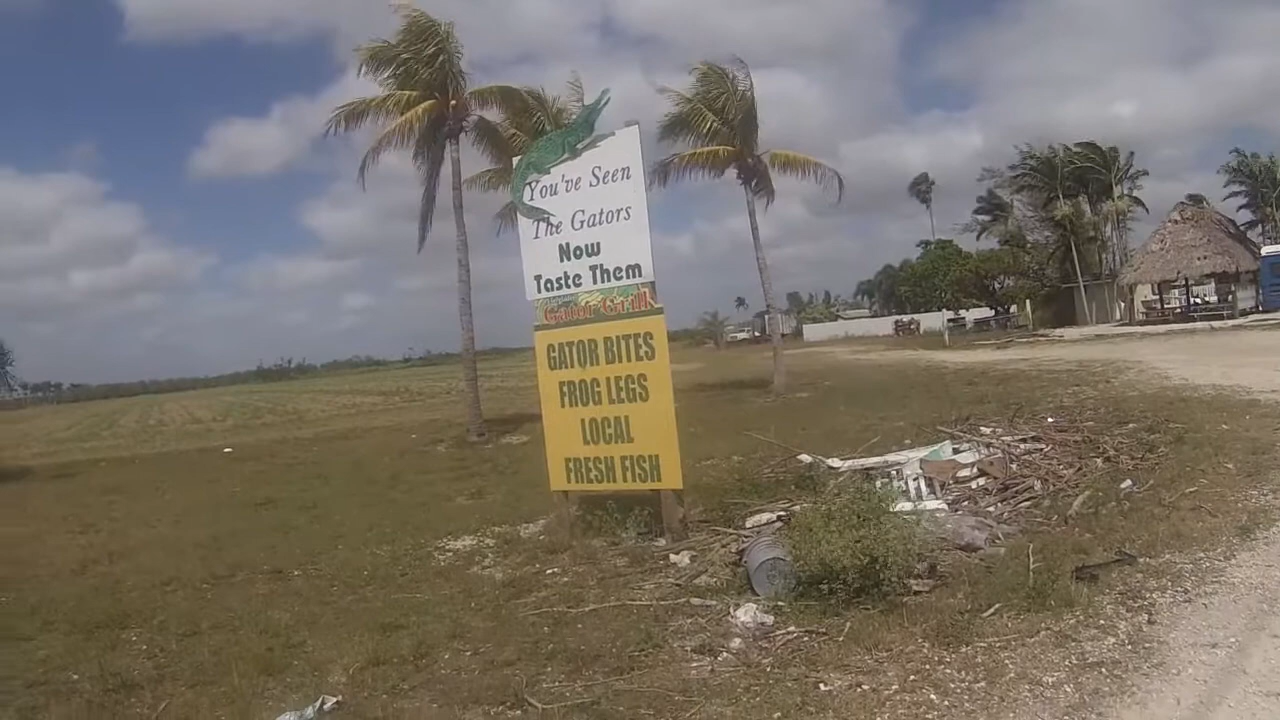 You've Seen
The Gators
Now
Taste Them
Gator Grill
GATOR BITES
FROG LEGS
LOCAL
FRESH FISH